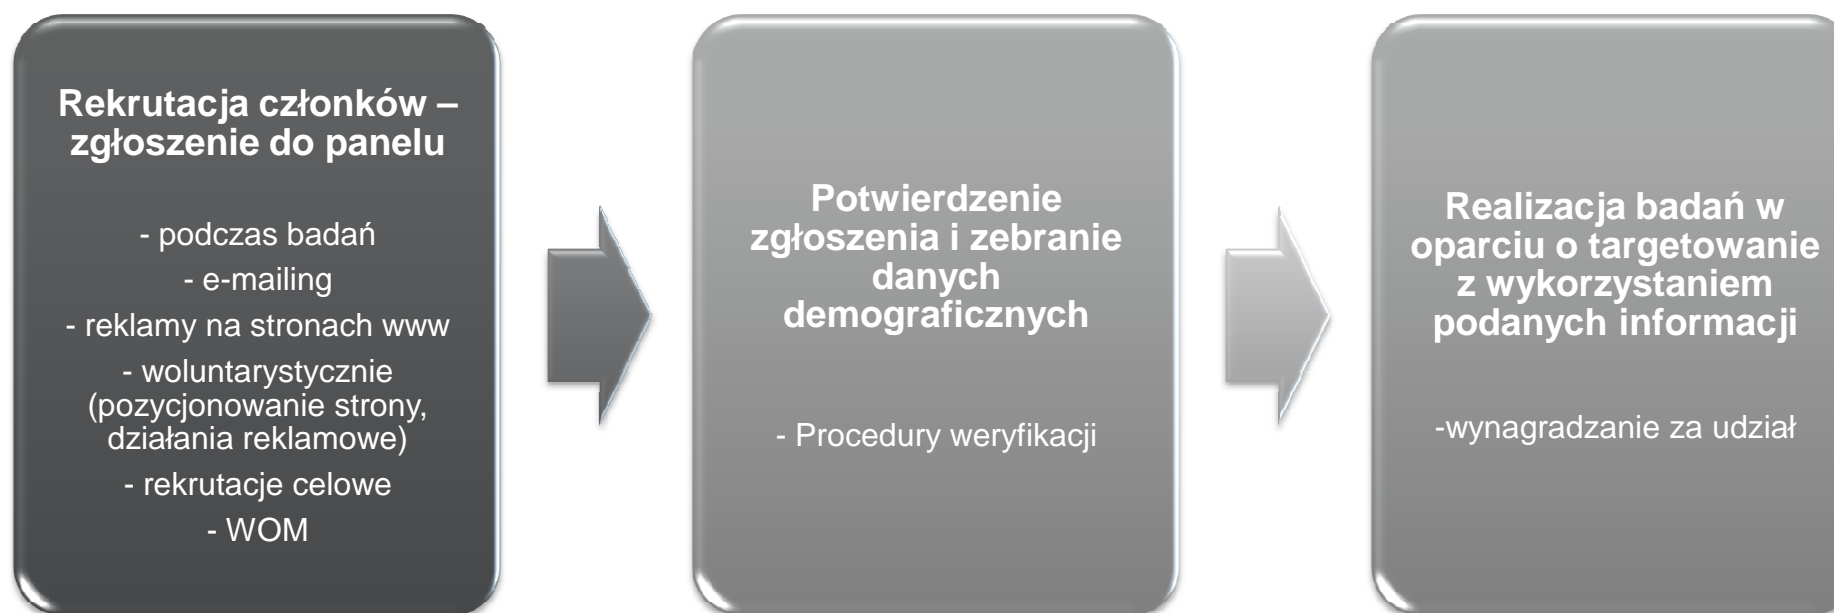 Rekrutacja członków –
zgłoszenie do panelu
- podczas badań
- e-mailing
- reklamy na stronach www
- woluntarystycznie
(pozycjonowanie strony,
działania reklamowe)
- rekrutacje celowe
- WOM
Potwierdzenie
zgłoszenia i zebranie
danych
demograficznych
- Procedury weryfikacji
Realizacja badań w
oparciu o targetowanie
z wykorzystaniem
podanych informacji
-wynagradzanie za udział